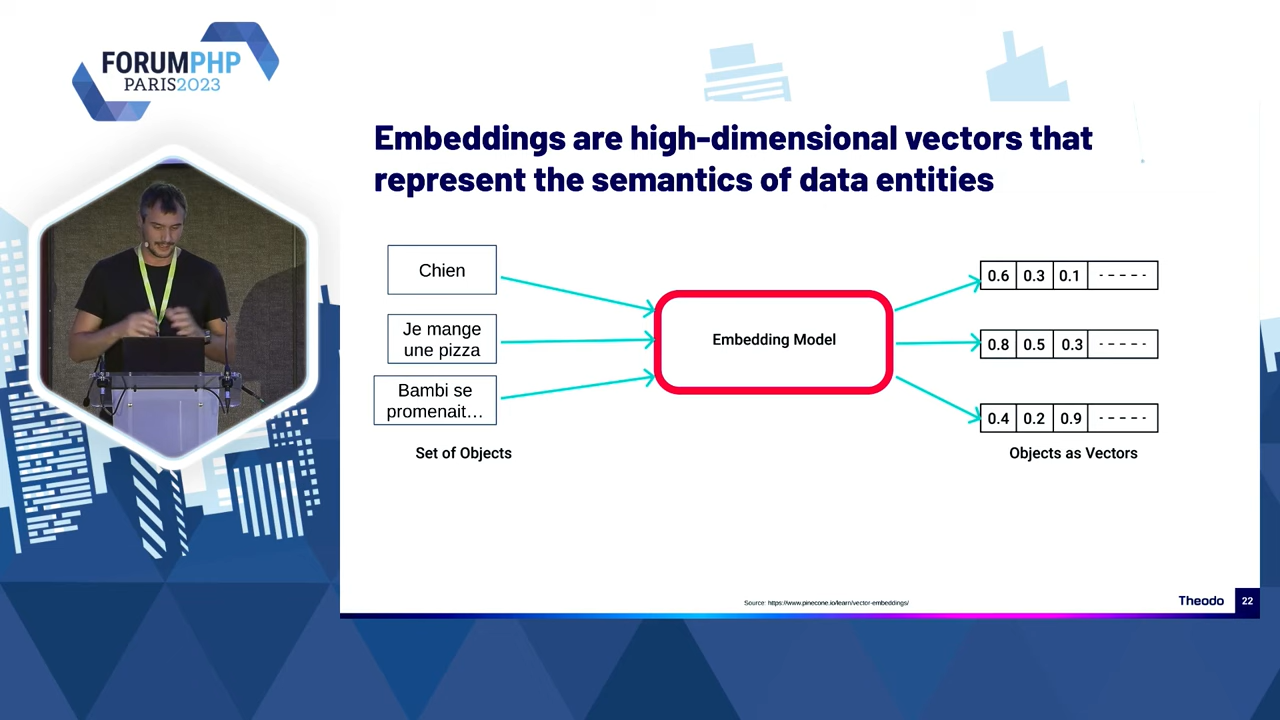 FORUMPHP
PARIS2023
Embeddings are high-dimensional vectors that
represent the semantics of data entities
Chien
Je mange
une pizza
Bambi se
promenait…
Set of Objects
Embedding Model
0.6 0.3 0.1 - - - - -
0.8 0.5 0.3 - - - - -
0.4 0.2 0.9 - - - - -
Objects as Vectors
Source: https://www.pinecone.io/learn/vector-embeddings/
Theodo 22